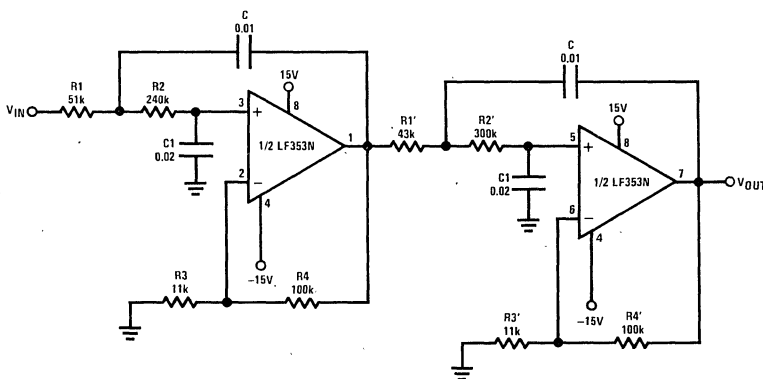 C
0.01
C
0.01
R1
51k
R2
240k
15V
8
15V
8
VIN
3
+
1
R1'
43k
R2'
300k
5
+
C1
0.02
1/2 LF353N
1/2 LF353N
7
VOUT
2
−
4
C1
0.02
6
−
4
-15V
R3
11k
R4
100k
-15V
R3'
11k
R4'
100k